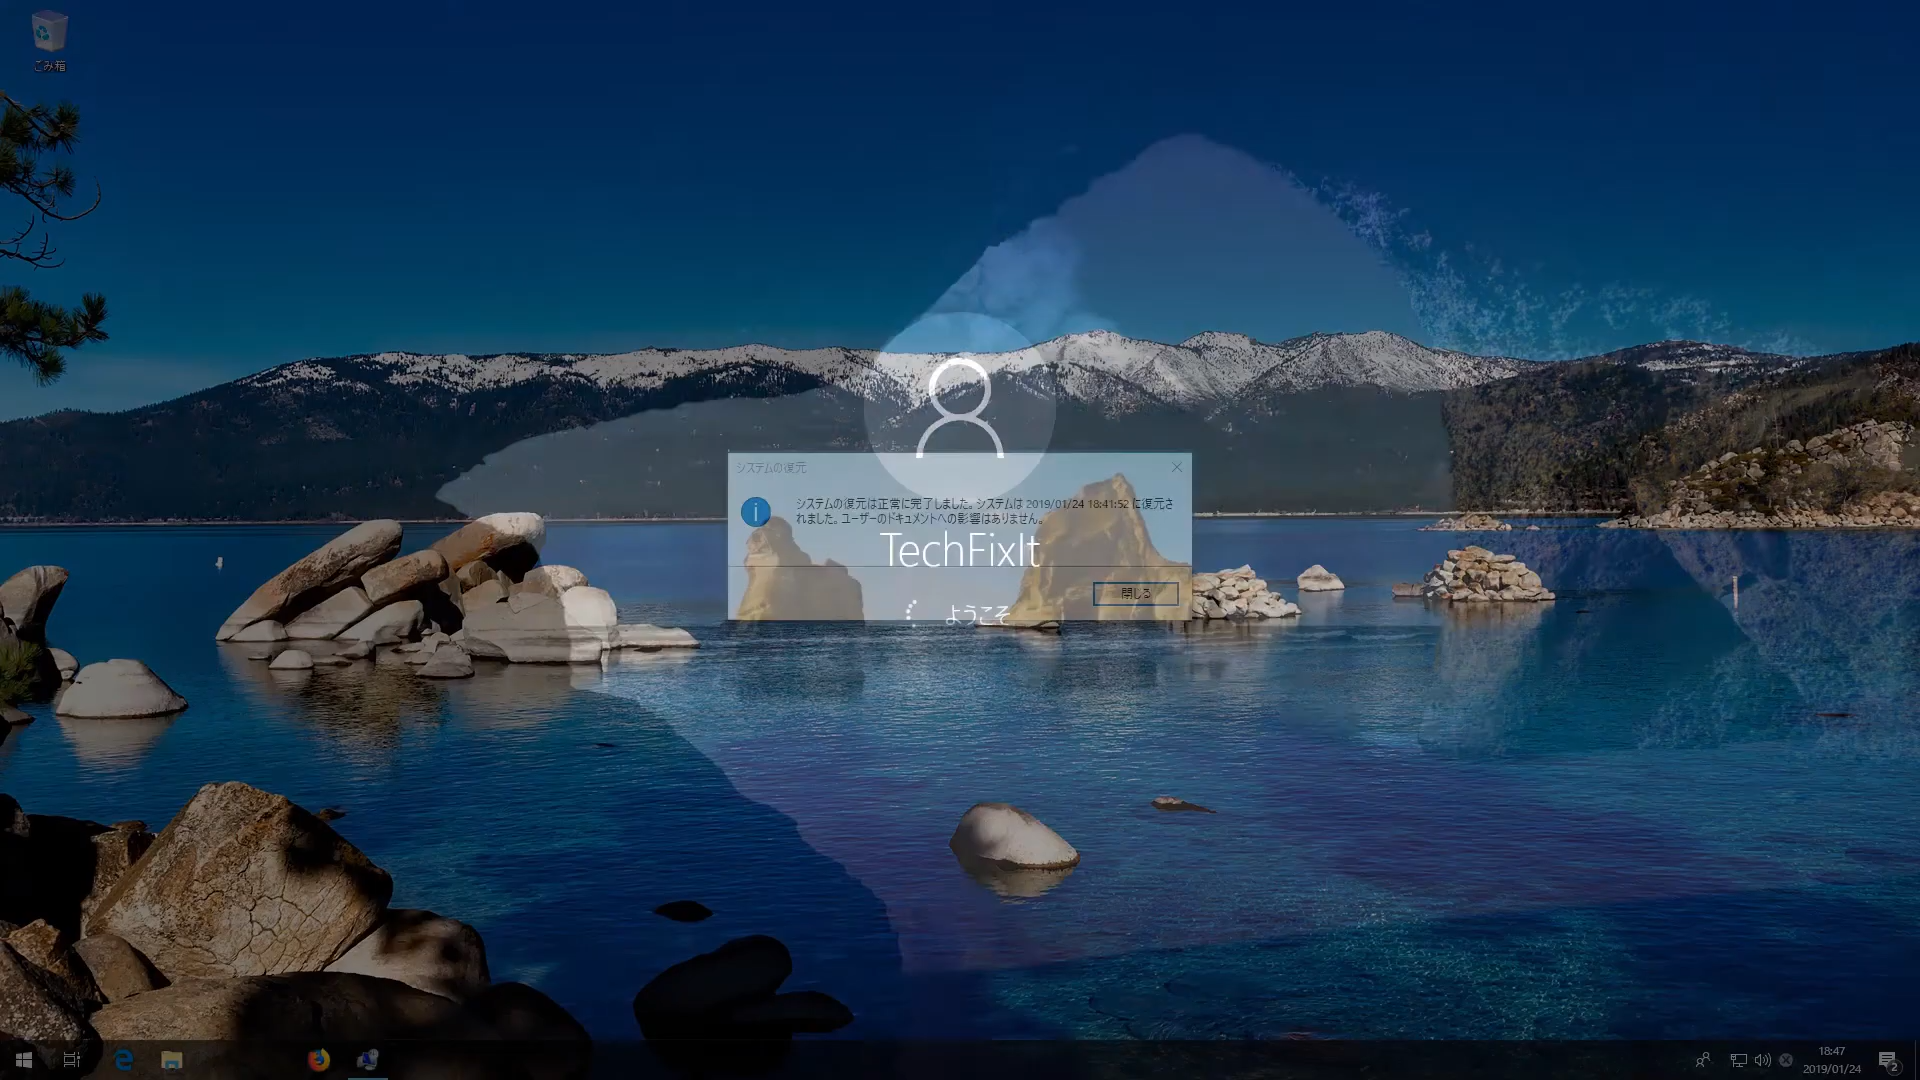 ごみ箱
システムの復元
システムの復元は正常に完了しました。システムは 2019/01/24 18:41:52 に復元さ
れました。ユーザーのドキュメントへの影響はありません。
TechFixIt
閉じる
ようこそ
18:47
2019/01/24
2